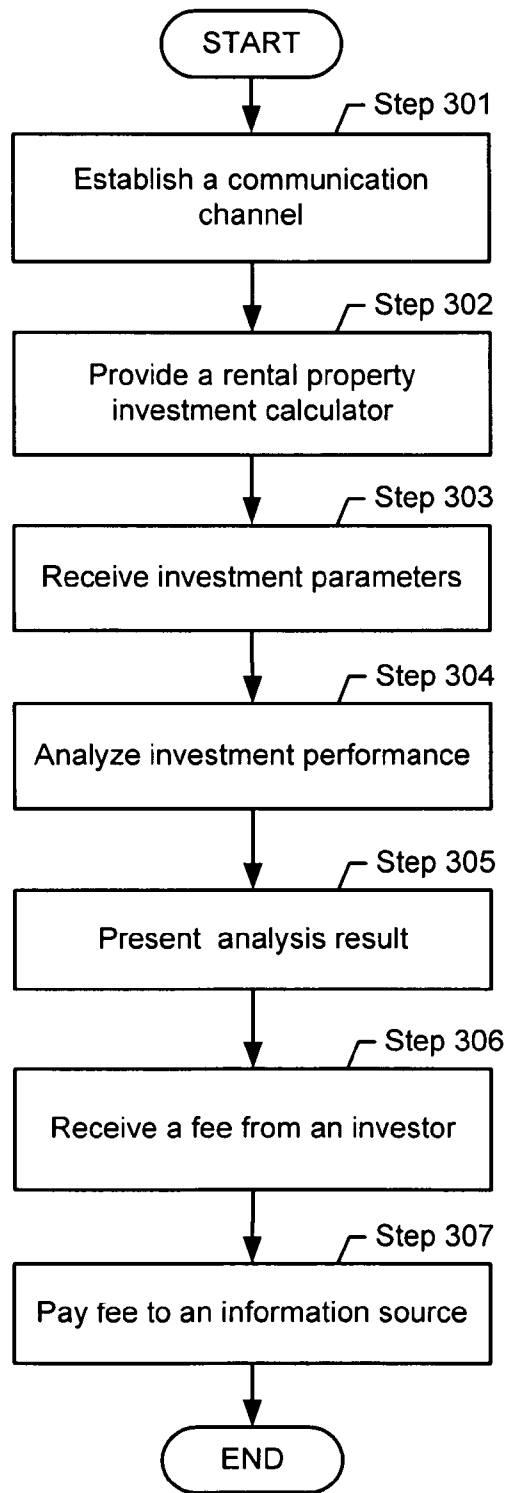 START
Step 301
Establish a communication
channel
Step 302
Provide a rental property
investment calculator
Step 303
Receive investment parameters
Step 304
Analyze investment performance
Step 305
Present analysis result
Step 306
Receive a fee from an investor
Step 307
Pay fee to an information source
END